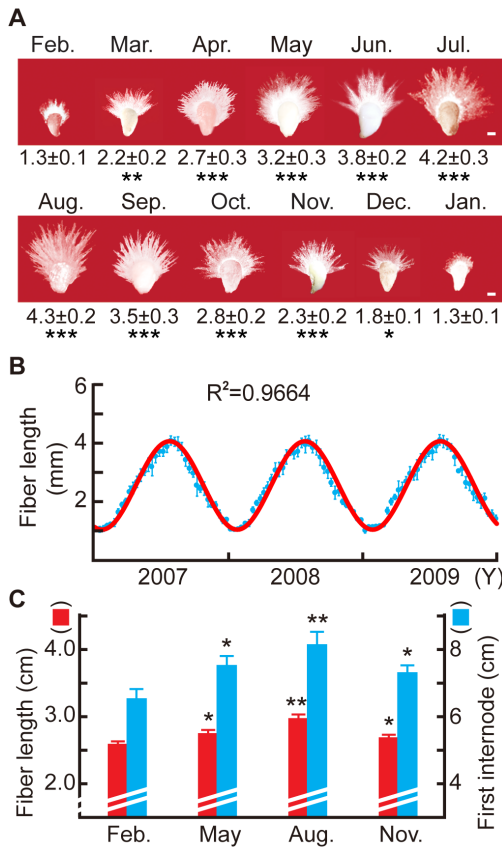 A
Feb. Mar. Apr. May Jun. Jul.
1.3±0.1 2.2±0.2 2.7±0.3 3.2±0.3 3.8±0.2 4.2±0.3
** *** *** *** ***
Aug. Sep. Oct. Nov. Dec. Jan.
4.3±0.2 3.5±0.3 2.8±0.2 2.3±0.2 1.8±0.1 1.3±0.1
*** *** *** *** *
B
Fiber length
(mm)
6
4
2
R²=0.9664
2007 2008 2009 (Y)
C
Fiber length (cm) ( )
4.0
3.0
2.0
* * ** ** * *
Feb. May Aug. Nov.
8
6
4
First internode (cm) ( )